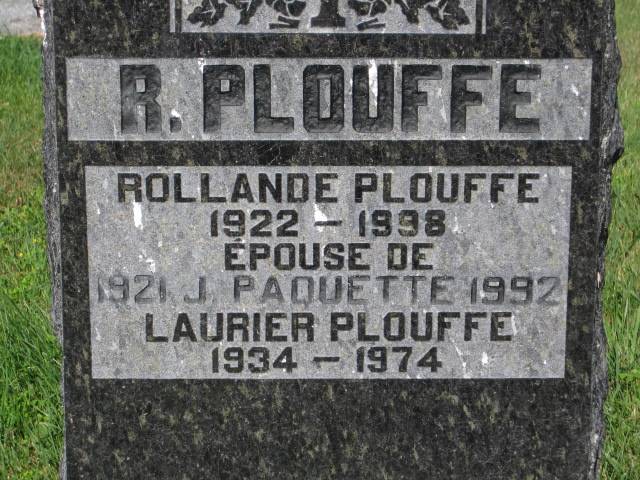 R. PLOUFFE
ROLLANDE PLOUFFE
1922 – 1998
ÉPOUSE DE
1921 J. PAQUETTE 1992
LAURIER PLOUFFE
1934 – 1974